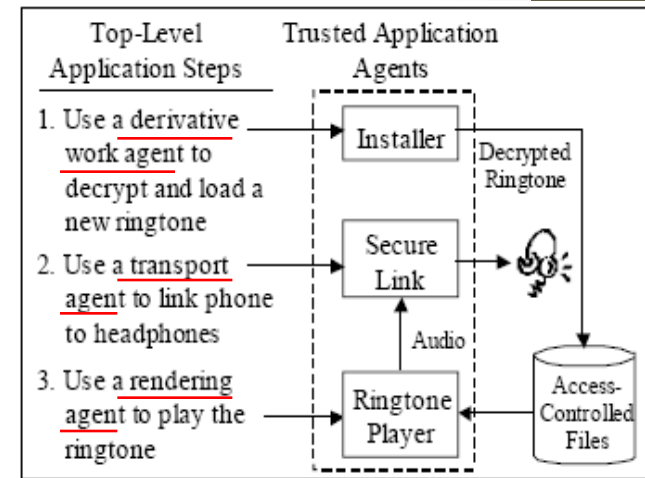 Top-Level
Application Steps
Trusted Application
Agents
1. Use a derivative
work agent to
decrypt and load a
new ringtone
Installer
Decrypted
Ringtone
2. Use a transport
agent to link phone
to headphones
Secure
Link
Audio
3. Use a rendering
agent to play the
ringtone
Ringtone
Player
Access-
Controlled
Files